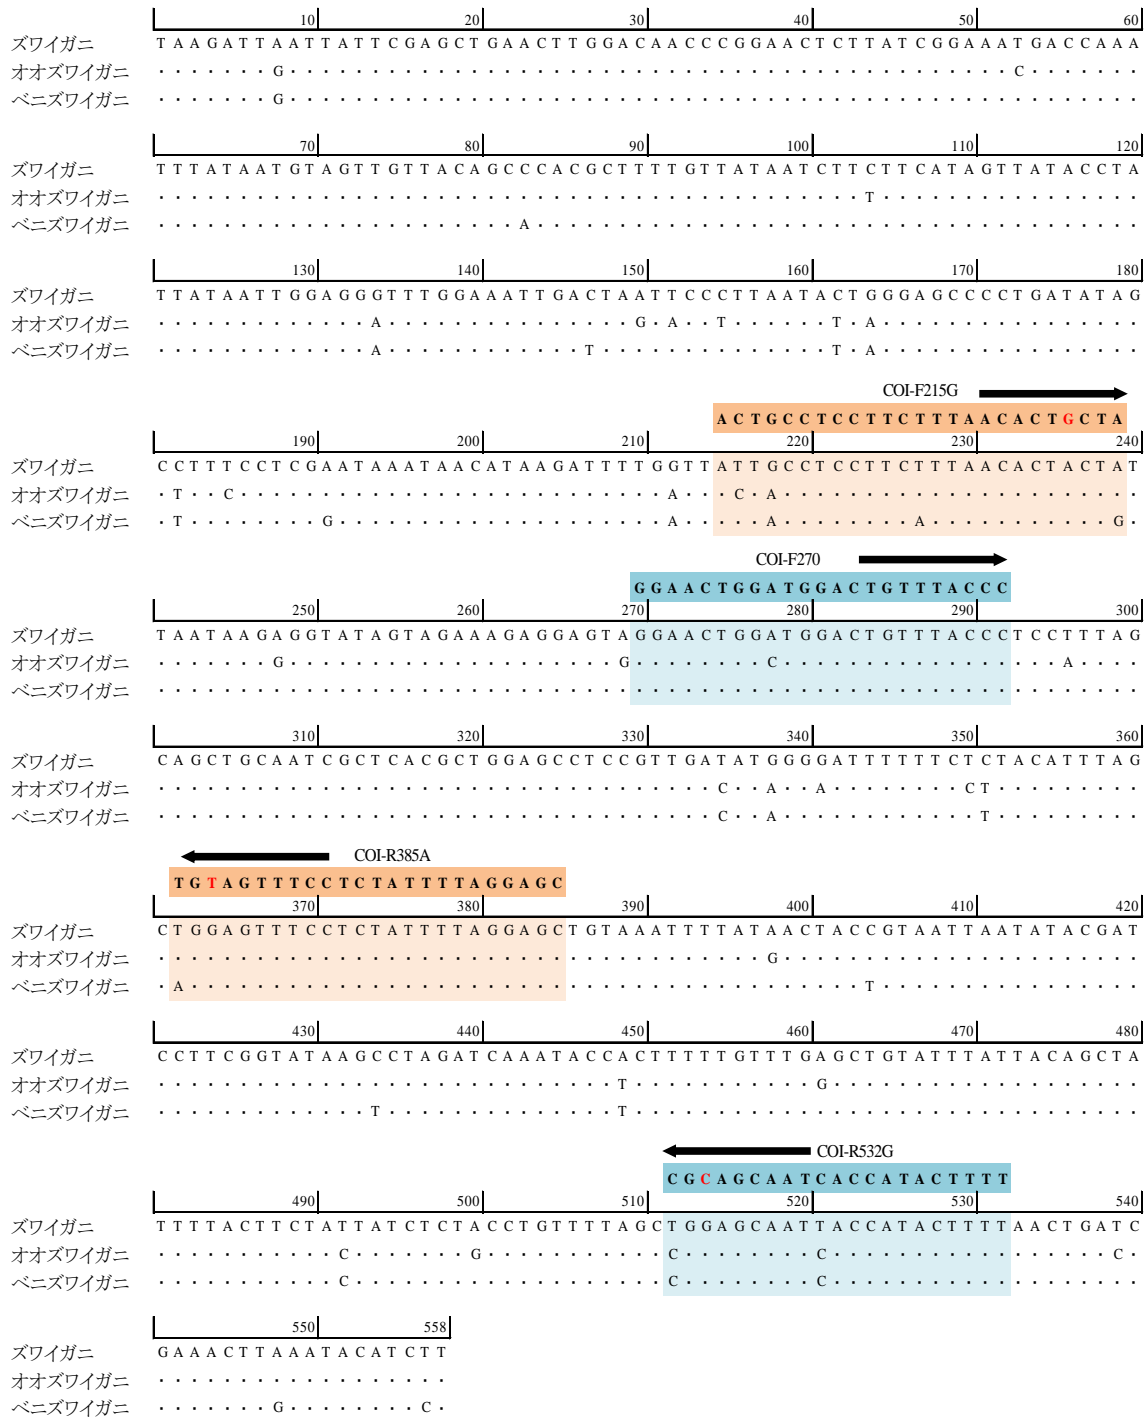 10 20 30 40 50 60
ズワイガニ TAAGATTAATTATTCGAGCTGAACTTGGACAACCCGGAACTCTTATCGGAAATGACCAAA
オオズワイガニ ·······G············································C·······
ベニズワイガニ ·······G····················································
70 80 90 100 110 120
ズワイガニ TTTATAATGTAGTTGTTACAGCCCACGCTTTTGTTATAATCTTCTTCATAGTTATACCTA
オオズワイガニ ···········································T················
ベニズワイガニ ······················A·····································
130 140 150 160 170 180
ズワイガニ TTATAATTGGAGGGTTTGGAAATTGACTAATTCCCTTAATACTGGGAGCCCCTGATATAG
オオズワイガニ ·············A···············G·A··T······T·A················
ベニズワイガニ ·············A············T··············T·A················
COI-F215G
ACTGCCTCCTTCTTTAACACTGCTA
190 200 210 220 230 240
ズワイガニ CCTTTCCTCGAATAAATAACATAAGATTTTGGTTATTGCCTCCTTCTTTAACACTACTAT
オオズワイガニ ·T··C··························A···C·A······················
ベニズワイガニ ·T········G····················A·····A········A···········G·
COI-F270
GGAACTGGATGGACTGTTTACCC
250 260 270 280 290 300
ズワイガニ TAATAAGAGGTATAGTAGAAAGAGGAGTAGGAACTGGATGGACTGTTTACCCTCCTTTAG
オオズワイガニ ·······G····················G········C·················A····
ベニズワイガニ ····························································
310 320 330 340 350 360
ズワイガニ CAGCTGCAATCGCTCACGCTGGAGCCTCCGTTGATATGGGGATTTTTTCTCTACATTTAG
オオズワイガニ ··································C··A··A········CT·········
ベニズワイガニ ··································C··A············T·········
COI-R385A
TGTAGTTTCCTCTATTTTAGGAGC
370 380 390 400 410 420
ズワイガニ CTGGAGTTTCCTCTATTTTAGGAGCTGTAAATTTTATAACTACCGTAATTAATATACGAT
オオズワイガニ ·····································G······················
ベニズワイガニ ·A·········································T················
430 440 450 460 470 480
ズワイガニ CCTTCGGTATAAGCCTAGATCAAATACCACTTTTTGTTTGAGCTGTATTTATTACAGCTA
オオズワイガニ ····························T···········G···················
ベニズワイガニ ·············T··············T·······························
COI-R532G
CGCAGCAATCACCATACTTTT
490 500 510 520 530 540
ズワイガニ TTTTACTTCTATTATCTCTACCTGTTTTAGCTGGAGCAATTACCATACTTTTAACTGATC
オオズワイガニ ···········C·······G···········C········C·················C·
ベニズワイガニ ···········C···················C········C···················
550 558
ズワイガニ GAAACTTAAATACATCTT
オオズワイガニ ··················
ベニズワイガニ ·······G········C·